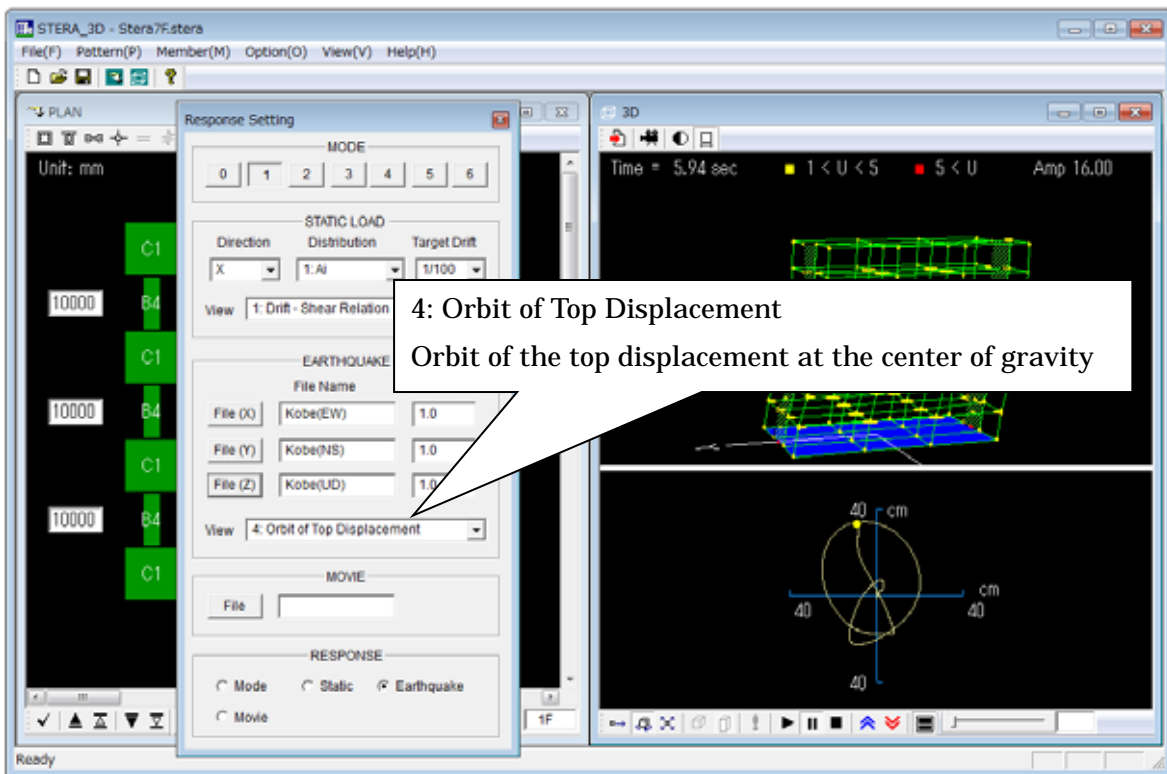 STERA_3D - Stera7F.stera
File(F) Pattern(P) Member(M) Option(O) View(V) Help(H)
PLAN
Unit: mm
C1
10000 B4
C1
10000 B4
C1
10000 B4
C1
1F
Response Setting
MODE
0 1 2 3 4 5 6
STATIC LOAD
Direction Distribution Target Drift
X 1: Ai 1/100
View 1: Drift - Shear Relation
EARTHQUAKE
File Name
File (X) Kobe(EW) 1.0
File (Y) Kobe(NS) 1.0
File (Z) Kobe(UD) 1.0
View 4: Orbit of Top Displacement
MOVIE
File
RESPONSE
Mode Static Earthquake
Movie
4: Orbit of Top Displacement
Orbit of the top displacement at the center of gravity
3D
Time = 5.94 sec 1 < U < 5 5 < U Amp 16.00
40 cm
cm
40 40
40
Ready